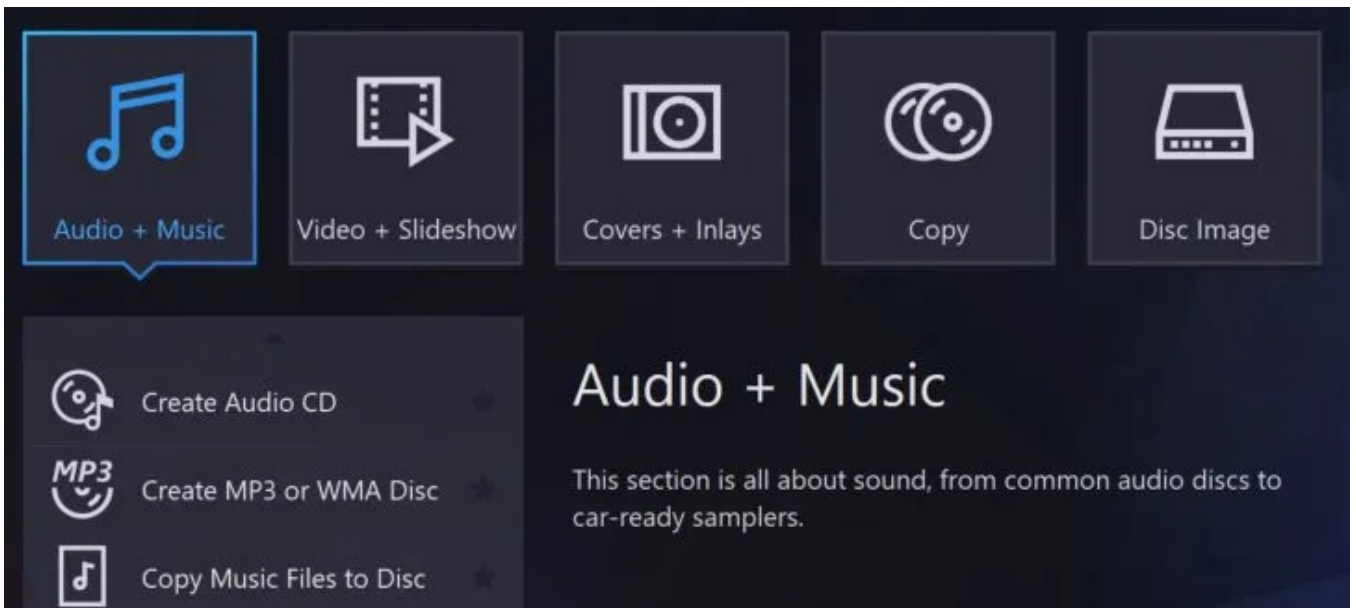 Audio + Music
Video + Slideshow
Covers + Inlays
Copy
Disc Image
Create Audio CD
MP3
Create MP3 or WMA Disc
Copy Music Files to Disc
Audio + Music
This section is all about sound, from common audio discs to
car-ready samplers.